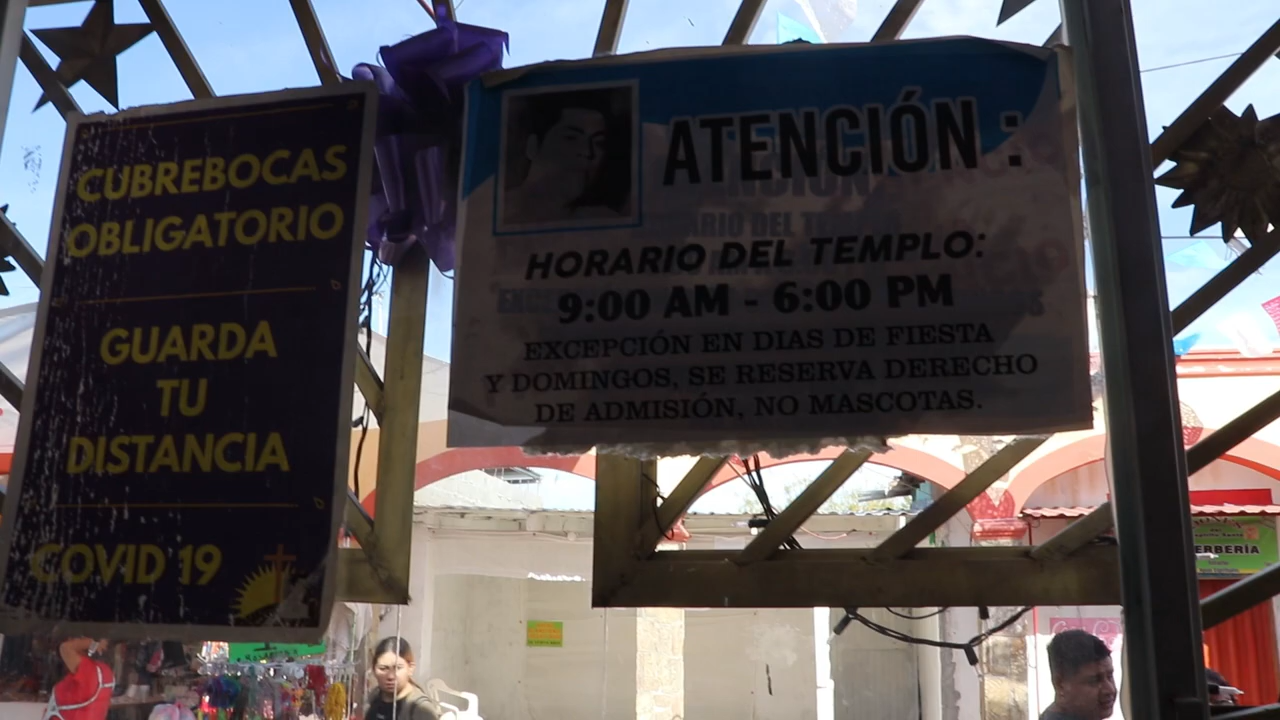 CUBREBOCAS
OBLIGATORIO
GUARDA
TU
DISTANCIA
COVID 19
ATENCIÓN :
HORARIO DEL TEMPLO:
9:00 AM - 6:00 PM
EXCEPCIÓN EN DIAS DE FIESTA
Y DOMINGOS, SE RESERVA DERECHO
DE ADMISIÓN, NO MASCOTAS.
ERBERÍA